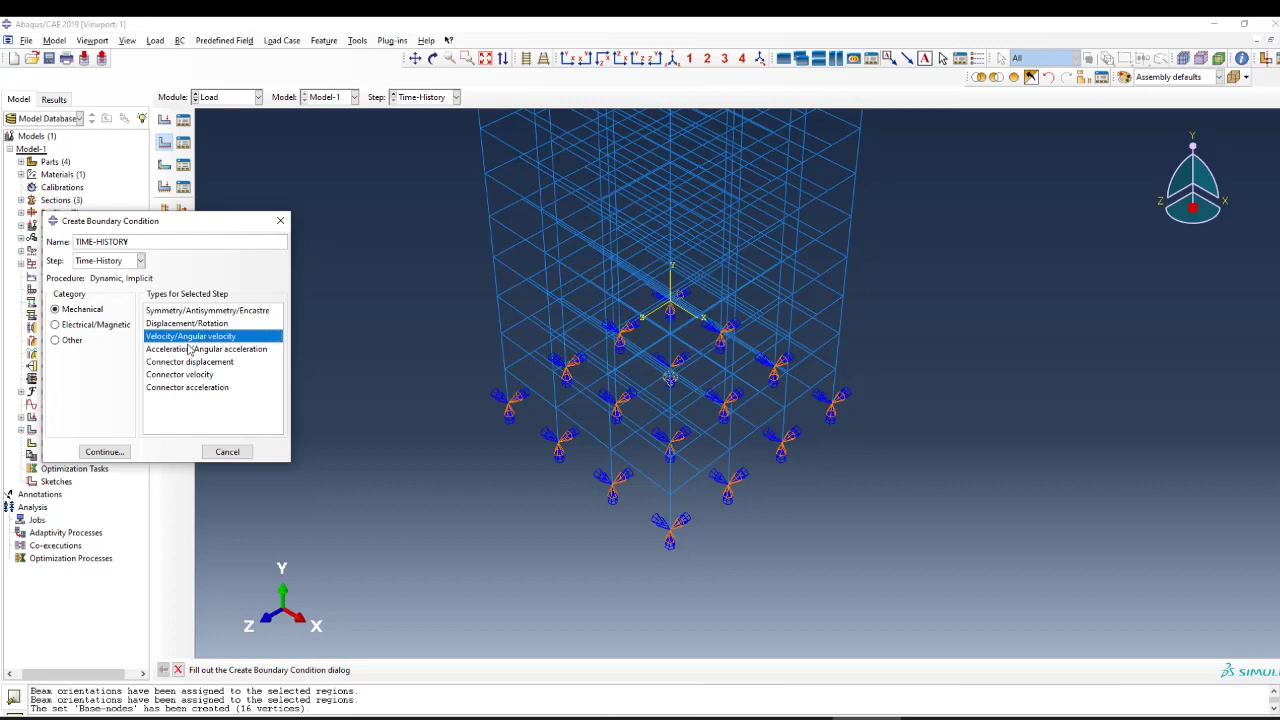 Abaqus/CAE 2019 [Viewport: 1]
File Model Viewport View Load BC Predefined Field Load Case Feature Tools Plug-ins Help
1 2 3 4 All
Assembly defaults
Model Results Module: Load Model: Model-1 Step: Time-History
Model Database
Models (1)
Model-1
Parts (4)
Materials (1)
Calibrations
Sections (3)
Create Boundary Condition
Name: TIME-HISTORY
Step: Time-History
Procedure: Dynamic, Implicit
Category Types for Selected Step
Mechanical
Electrical/Magnetic
Other
Symmetry/Antisymmetry/Encastre
Displacement/Rotation
Velocity/Angular velocity
Acceleration/Angular acceleration
Connector displacement
Connector velocity
Connector acceleration
Continue... Cancel
Optimization Tasks
Sketches
Annotations
Analysis
Jobs
Adaptivity Processes
Co-executions
Optimization Processes
Y
Z X
Y
Z X
Y
Z X
Fill out the Create Boundary Condition dialog
SIMULI
Beam orientations have been assigned to the selected regions.
Beam orientations have been assigned to the selected regions.
The set 'Base-nodes' has been created (16 vertices).